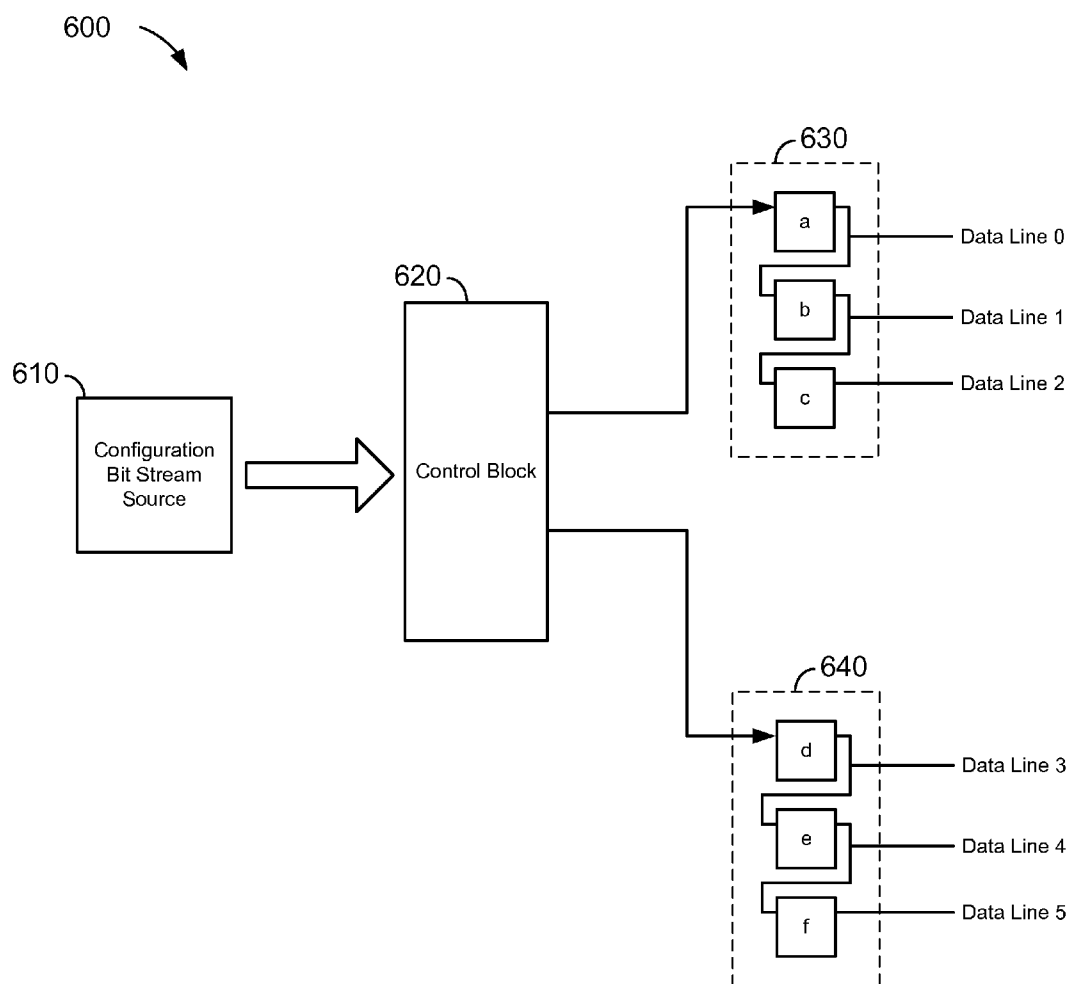 600
630
a
Data Line 0
620
b
Data Line 1
610
c
Data Line 2
Configuration
Bit Stream
Source
Control Block
640
d
Data Line 3
e
Data Line 4
f
Data Line 5